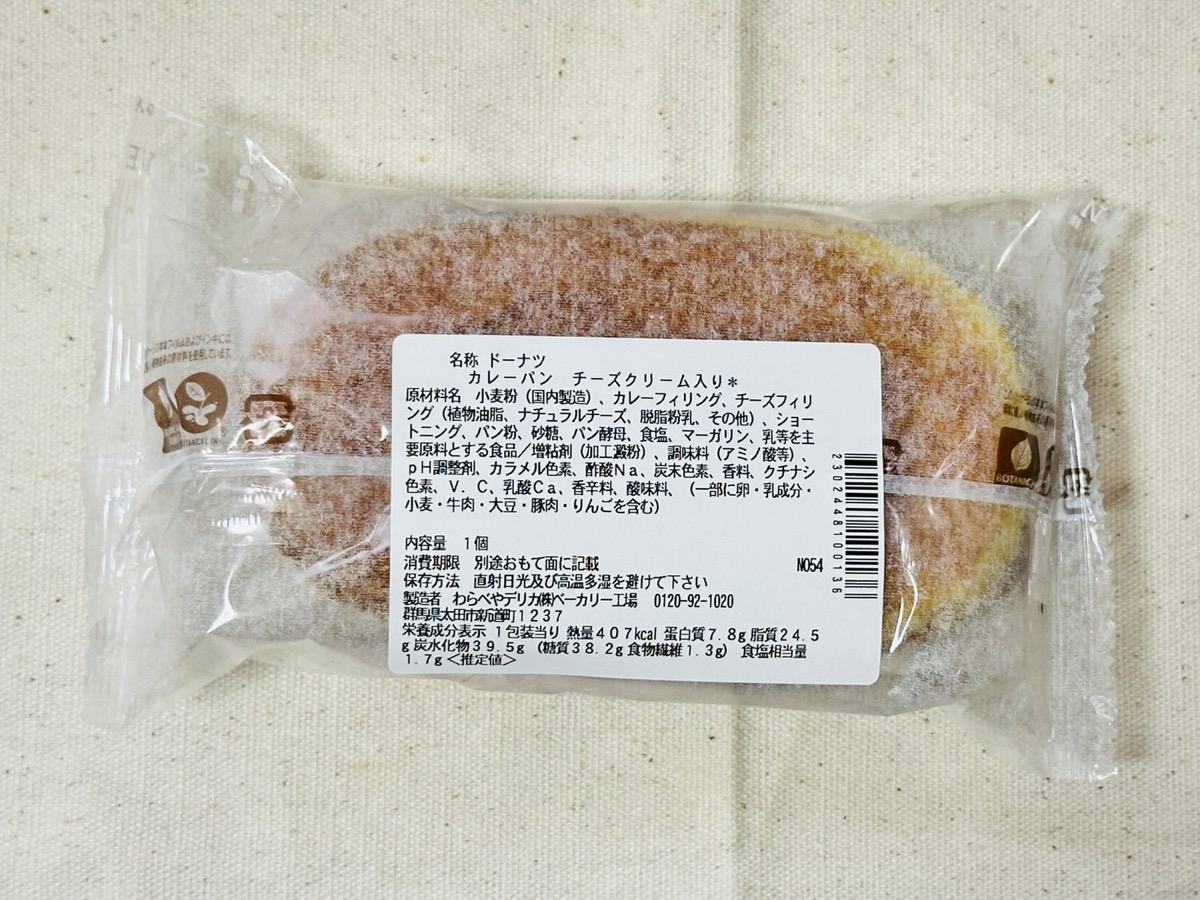 名称 ドーナツ
カレーパン チーズクリーム入り*
原材料名 小麦粉（国内製造）、カレーフィリング、チーズフィリ
ング（植物油脂、ナチュラルチーズ、脱脂粉乳、その他）、ショー
トニング、パン粉、砂糖、パン酵母、食塩、マーガリン、乳等を主
要原料とする食品／増粘剤（加工澱粉）、調味料（アミノ酸等）、
ｐＨ調整剤、カラメル色素、酢酸Ｎａ、炭末色素、香料、クチナシ
色素、Ｖ．Ｃ、乳酸Ｃａ、香辛料、酸味料、（一部に卵・乳成分・
小麦・牛肉・大豆・豚肉・りんごを含む）
内容量 １個
消費期限 別途おもて面に記載 N054
保存方法 直射日光及び高温多湿を避けて下さい
製造者 わらべやデリカ㈱ベーカリー工場 0120-92-1020
群馬県太田市新道町１２３７
栄養成分表示 １包装当り 熱量４０７kcal 蛋白質７.８g 脂質２４.５
g 炭水化物３９.５g （糖質３８.２g 食物繊維１.３g） 食塩相当量
１.７g＜推定値＞
2302448100136
BOTANICAL INK